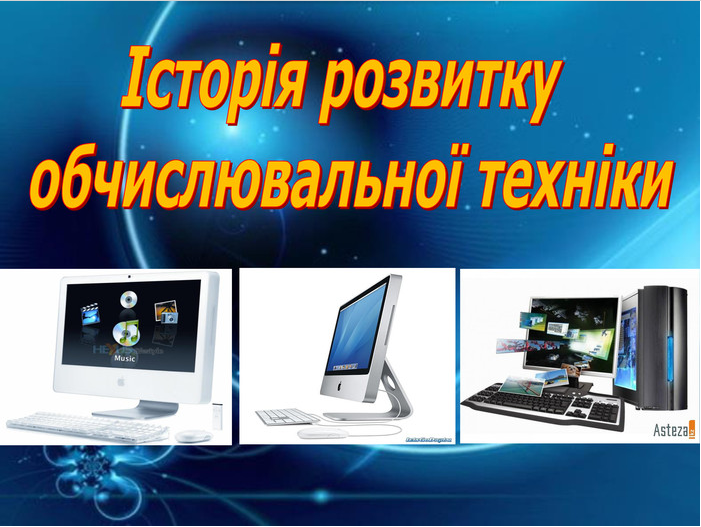 Історія розвитку
обчислювальної техніки
Music
Asteza